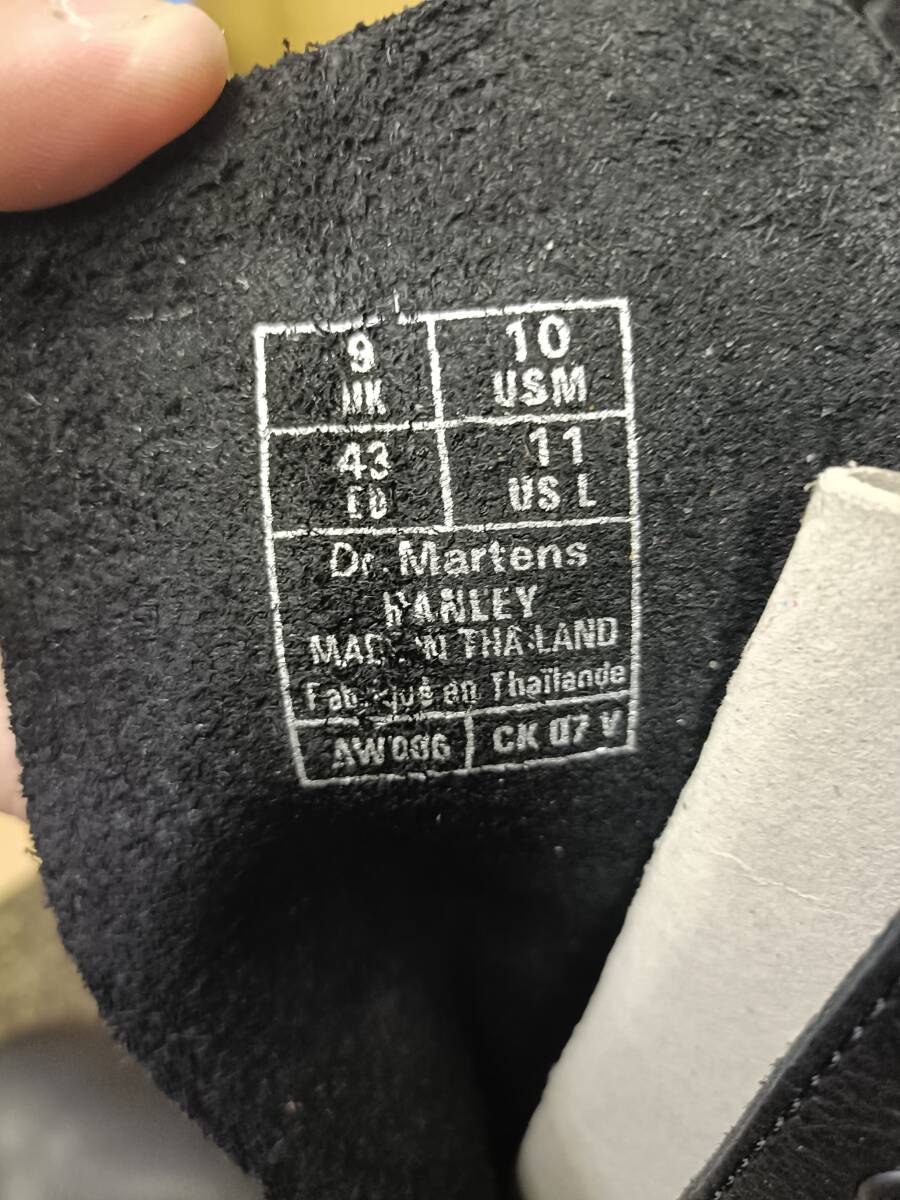 9
UK
10
USM
43
EU
11
US L
Dr. Martens
HANLEY
MADE IN THAILAND
Fabriqué en Thaïlande
AW006
CK 07 V